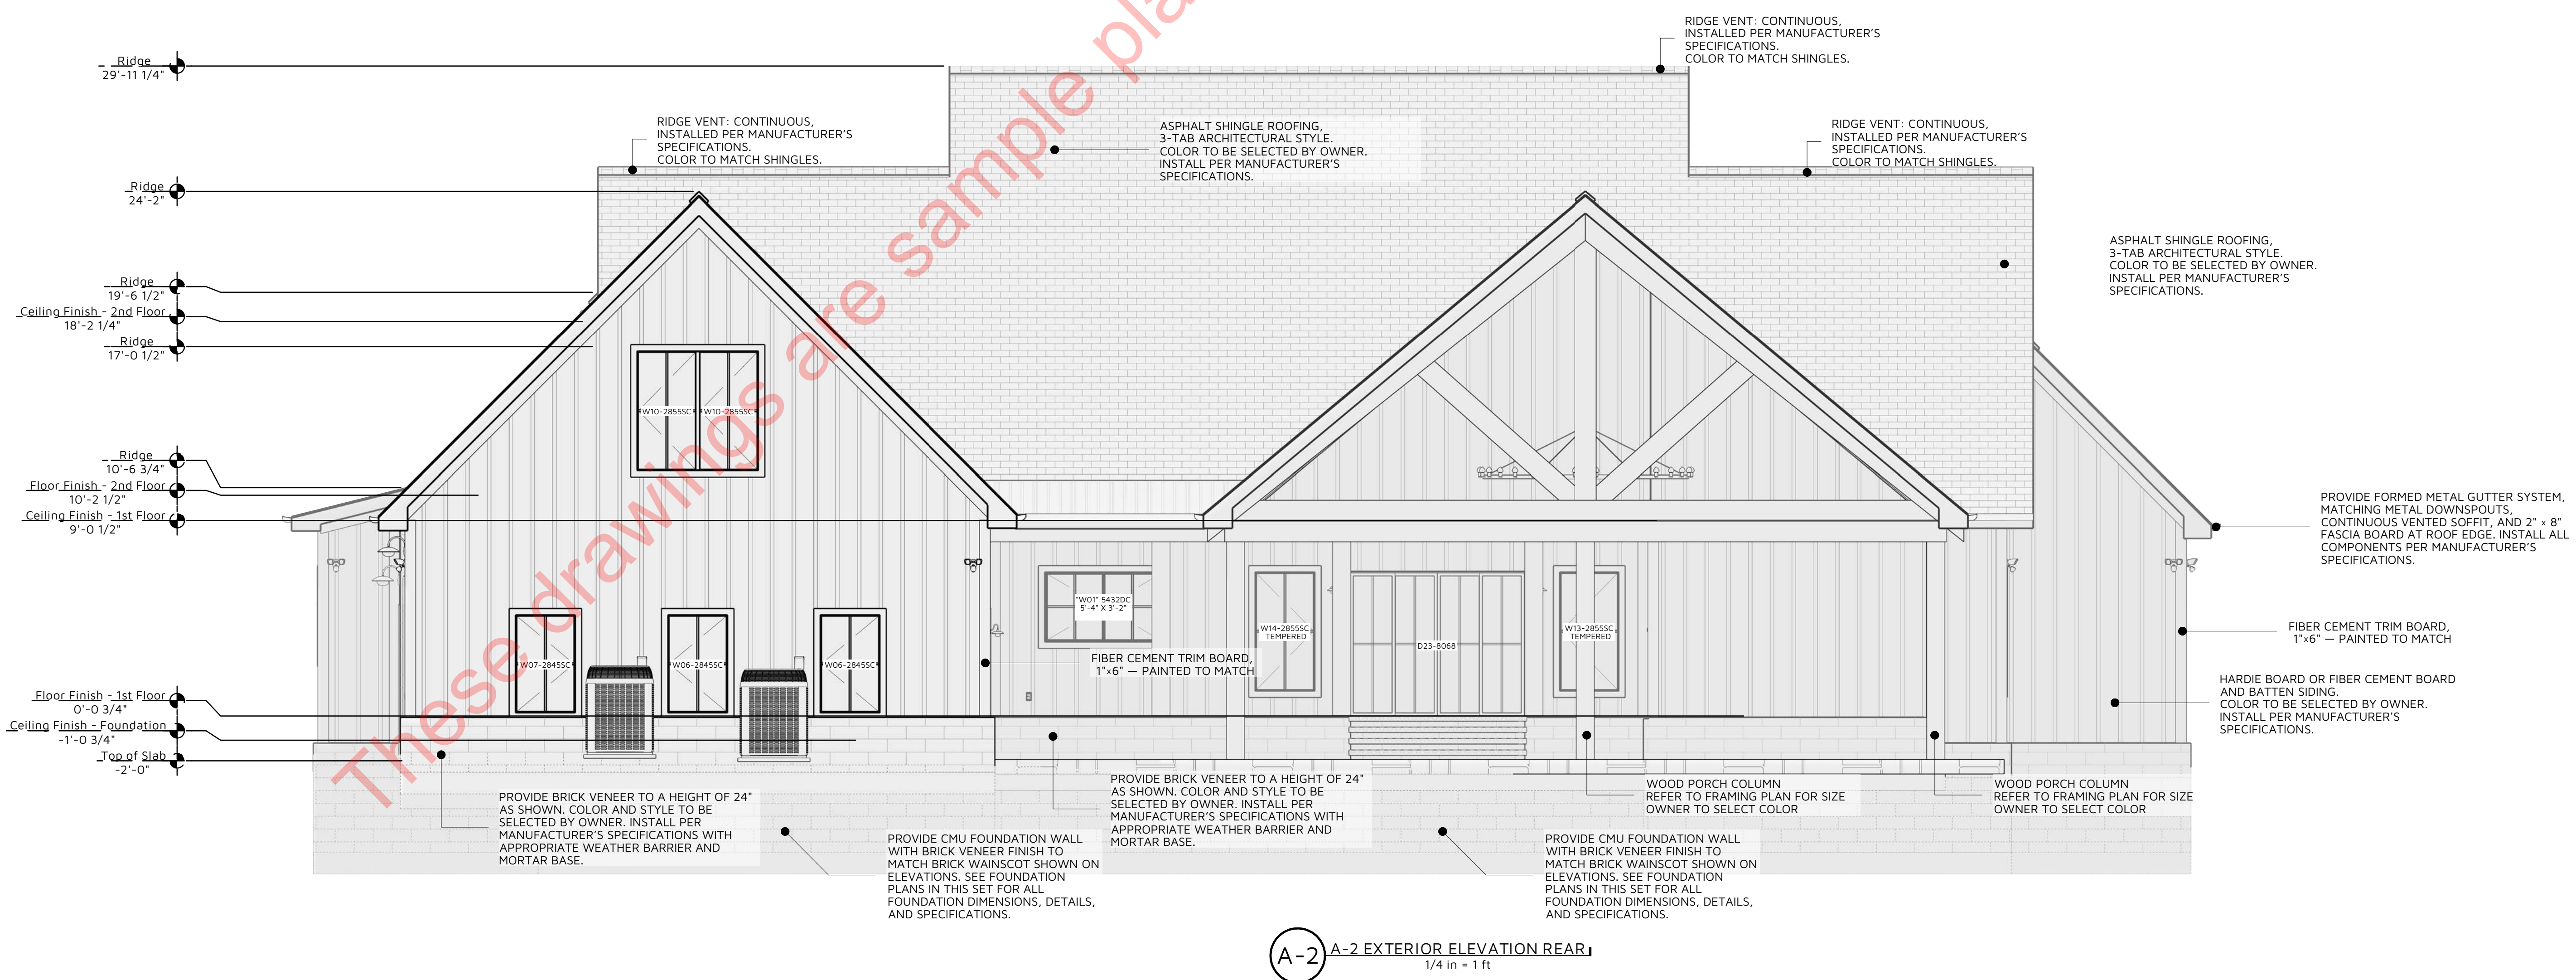 RIDGE VENT: CONTINUOUS,
INSTALLED PER MANUFACTURER'S
SPECIFICATIONS.
COLOR TO MATCH SHINGLES.
Ridge
29'-11 1/4"
RIDGE VENT: CONTINUOUS,
INSTALLED PER MANUFACTURER'S
SPECIFICATIONS.
COLOR TO MATCH SHINGLES.
ASPHALT SHINGLE ROOFING,
3-TAB ARCHITECTURAL STYLE.
COLOR TO BE SELECTED BY OWNER.
INSTALL PER MANUFACTURER'S
SPECIFICATIONS.
RIDGE VENT: CONTINUOUS,
INSTALLED PER MANUFACTURER'S
SPECIFICATIONS.
COLOR TO MATCH SHINGLES.
Ridge
24'-2"
ASPHALT SHINGLE ROOFING,
3-TAB ARCHITECTURAL STYLE.
COLOR TO BE SELECTED BY OWNER.
INSTALL PER MANUFACTURER'S
SPECIFICATIONS.
Ridge
19'-6 1/2"
Ceiling Finish - 2nd Floor
18'-2 1/4"
Ridge
17'-0 1/2"
W10-2855SC
W10-2855SC
Ridge
10'-6 3/4"
Floor Finish - 2nd Floor
10'-2 1/2"
Ceiling Finish - 1st Floor
9'-0 1/2"
PROVIDE FORMED METAL GUTTER SYSTEM,
MATCHING METAL DOWNSPOUTS,
CONTINUOUS VENTED SOFFIT, AND 2" x 8"
FASCIA BOARD AT ROOF EDGE. INSTALL ALL
COMPONENTS PER MANUFACTURER'S
SPECIFICATIONS.
"W01" 5432DC
5'-4" X 3'-2"
W14-2855SC
TEMPERED
D23-8068
W13-2855SC
TEMPERED
FIBER CEMENT TRIM BOARD,
1"x6" — PAINTED TO MATCH
W07-2845SC
W06-2845SC
W06-2845SC
FIBER CEMENT TRIM BOARD,
1"x6" — PAINTED TO MATCH
HARDIE BOARD OR FIBER CEMENT BOARD
AND BATTEN SIDING.
COLOR TO BE SELECTED BY OWNER.
INSTALL PER MANUFACTURER'S
SPECIFICATIONS.
Floor Finish - 1st Floor
0'-0 3/4"
Ceiling Finish - Foundation
-1'-0 3/4"
Top of Slab
-2'-0"
PROVIDE BRICK VENEER TO A HEIGHT OF 24"
AS SHOWN. COLOR AND STYLE TO BE
SELECTED BY OWNER. INSTALL PER
MANUFACTURER'S SPECIFICATIONS WITH
APPROPRIATE WEATHER BARRIER AND
MORTAR BASE.
PROVIDE BRICK VENEER TO A HEIGHT OF 24"
AS SHOWN. COLOR AND STYLE TO BE
SELECTED BY OWNER. INSTALL PER
MANUFACTURER'S SPECIFICATIONS WITH
APPROPRIATE WEATHER BARRIER AND
MORTAR BASE.
WOOD PORCH COLUMN
REFER TO FRAMING PLAN FOR SIZE
OWNER TO SELECT COLOR
WOOD PORCH COLUMN
REFER TO FRAMING PLAN FOR SIZE
OWNER TO SELECT COLOR
PROVIDE CMU FOUNDATION WALL
WITH BRICK VENEER FINISH TO
MATCH BRICK WAINSCOT SHOWN ON
ELEVATIONS. SEE FOUNDATION
PLANS IN THIS SET FOR ALL
FOUNDATION DIMENSIONS, DETAILS,
AND SPECIFICATIONS.
PROVIDE CMU FOUNDATION WALL
WITH BRICK VENEER FINISH TO
MATCH BRICK WAINSCOT SHOWN ON
ELEVATIONS. SEE FOUNDATION
PLANS IN THIS SET FOR ALL
FOUNDATION DIMENSIONS, DETAILS,
AND SPECIFICATIONS.
A-2
A-2 EXTERIOR ELEVATION REAR
1/4 in = 1 ft
These drawings are sample